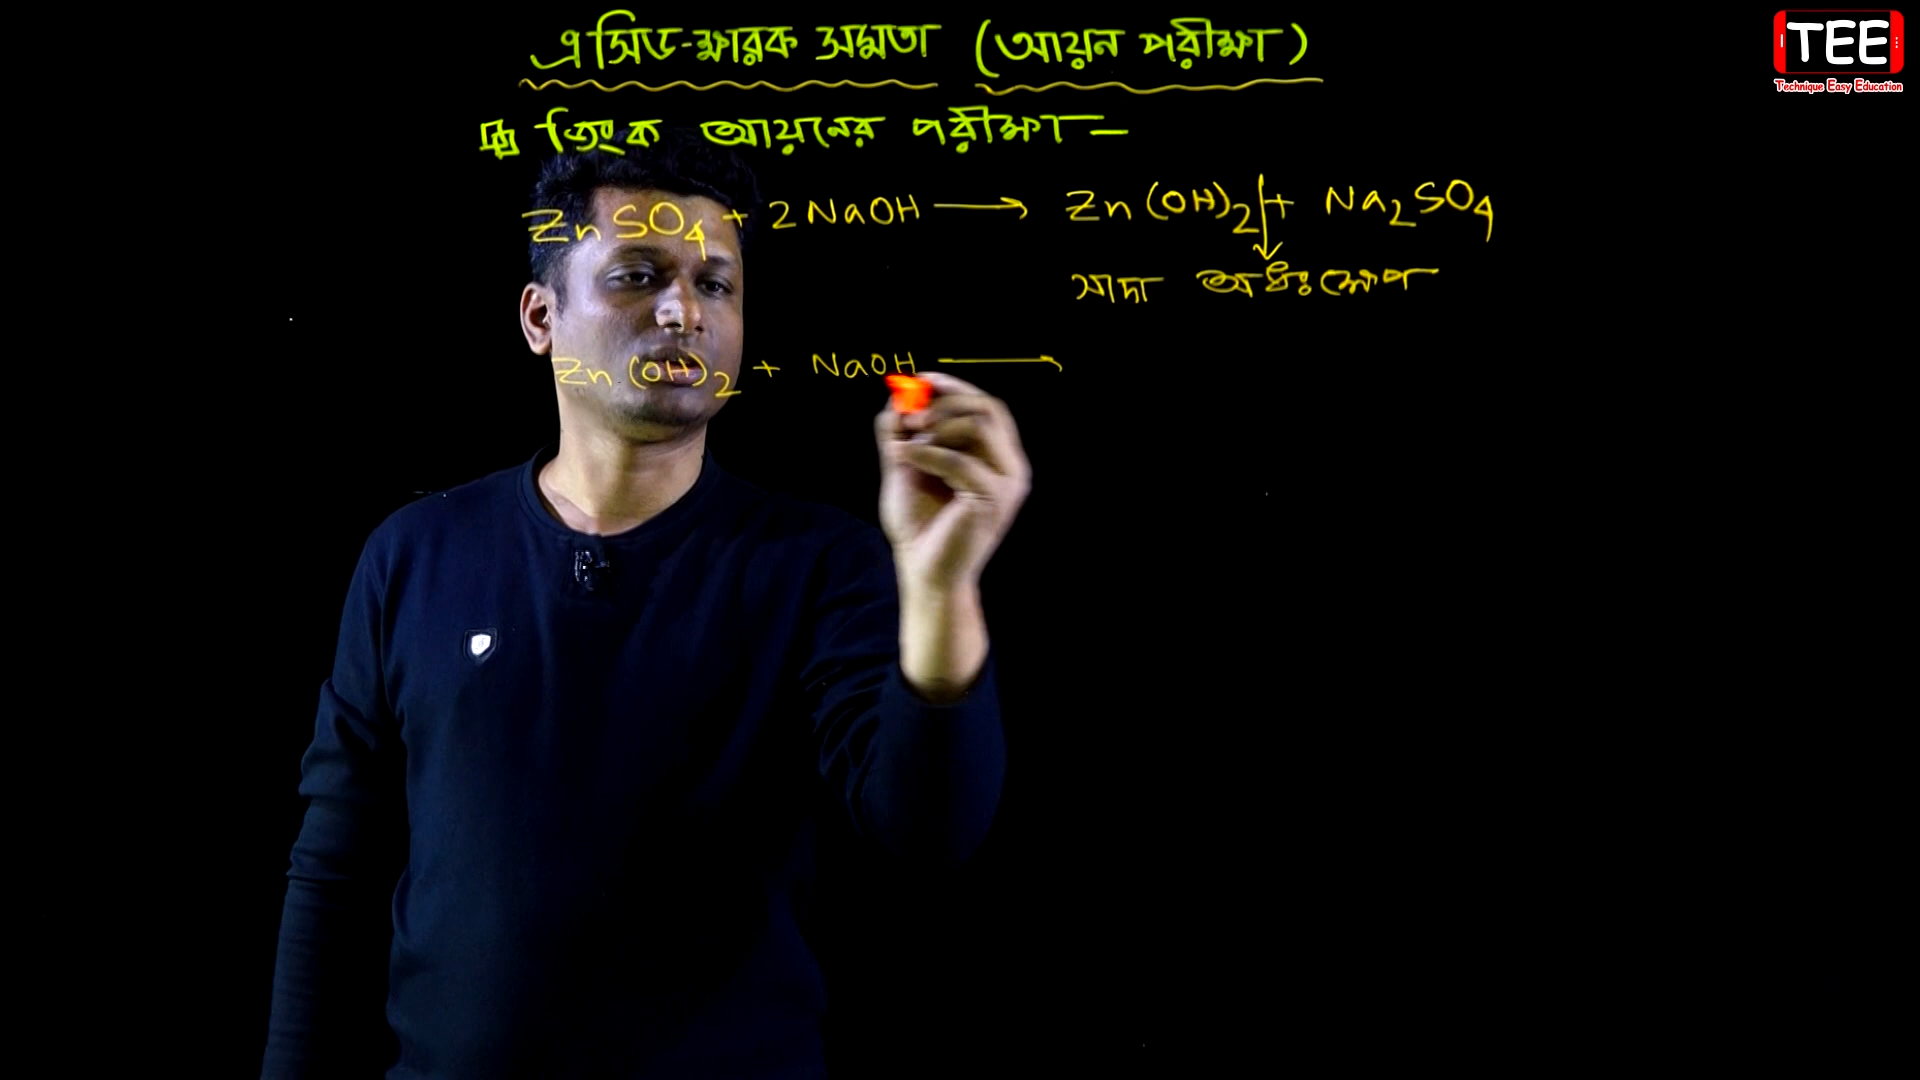 এসিড-ক্ষারক সমতা (আয়ন পরীক্ষা)
TEE
Technique Easy Education
জিংক আয়নের পরীক্ষা-
ZnSO4 + 2NaOH → Zn(OH)2↓ + Na2SO4
সাদা অধঃক্ষেপ
Zn(OH)2 + NaOH →